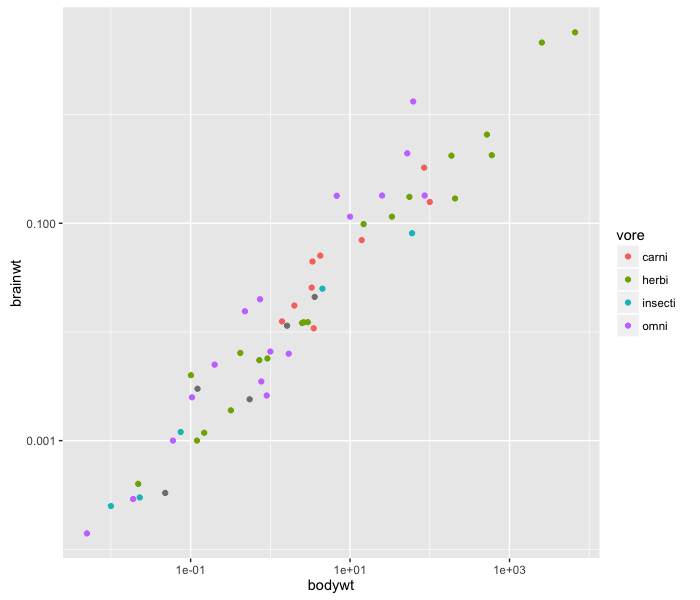 brainwt
0.100
0.001
1e-01
1e+01
1e+03
bodywt
vore
carni
herbi
insecti
omni